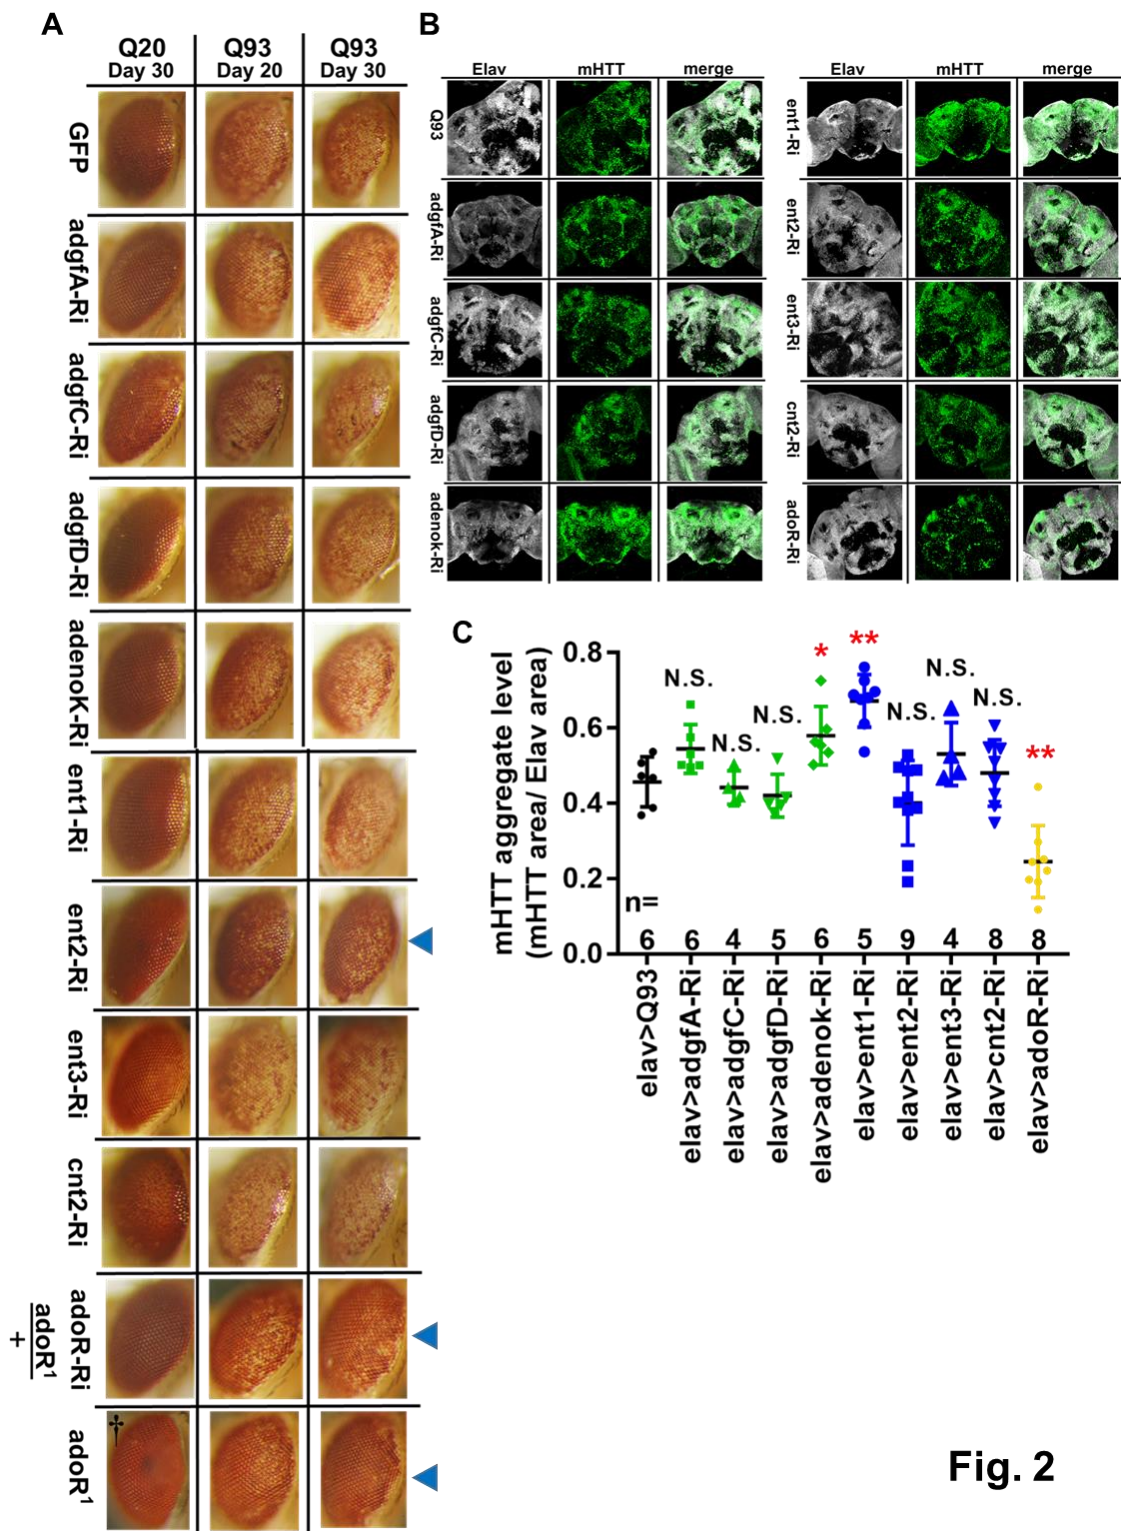 A
Q20
Day 30
Q93
Day 20
Q93
Day 30
GFP
adgfA-Ri
adgfC-Ri
adgfD-Ri
adenoK-Ri
ent1-Ri
ent2-Ri
ent3-Ri
cnt2-Ri
adoR-Ri
adoR¹
+
adoR¹
†
B
Elav
mHTT
merge
Q93
adgfA-Ri
adgfC-Ri
adgfD-Ri
adenok-Ri
Elav
mHTT
merge
ent1-Ri
ent2-Ri
ent3-Ri
cnt2-Ri
adoR-Ri
C
mHTT aggregate level
(mHTT area/ Elav area)
0.8
0.6
0.4
0.2
0.0
N.S.
N.S.
N.S.
*
**
N.S.
N.S.
N.S.
**
n=
6 6 4 5 6 5 9 4 8 8
elav>Q93
elav>adgfA-Ri
elav>adgfC-Ri
elav>adgfD-Ri
elav>adenok-Ri
elav>ent1-Ri
elav>ent2-Ri
elav>ent3-Ri
elav>cnt2-Ri
elav>adoR-Ri
Fig. 2